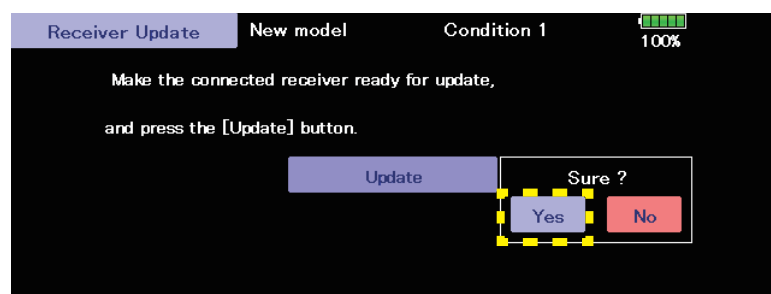 Receiver Update New model Condition 1
100%
Make the connected receiver ready for update,
and press the [Update] button.
Update Sure ?
Yes No